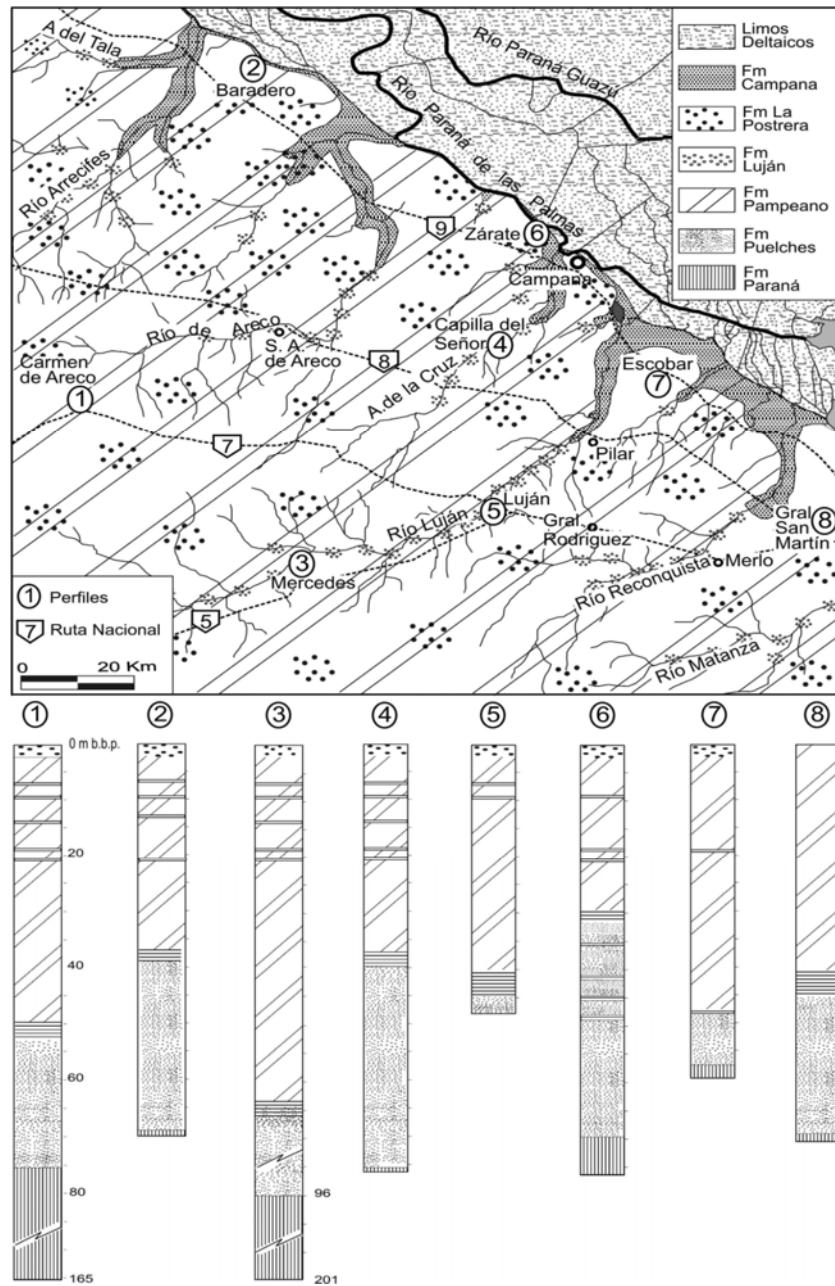 A del Tala
②
Baradero
Río Paraná Guazú
Río Paraná de las Palmas
Río Arrecifes
9
Zárate ⑥
Campana
Río de Areco
S. A.
de Areco
Capilla del
Señor ④
8
Carmen
de Areco
①
A. de la Cruz
Escobar
⑦
7
Pilar
Luján
⑤
Río Luján
Gral
Rodriguez
Gral
San
Martín
⑧
③
Mercedes
Merlo
Río Reconquista
5
Río Matanza
Limos
Deltaicos
Fm
Campana
Fm La
Postrera
Fm
Luján
Fm
Pampeano
Fm
Puelches
Fm
Paraná
① Perfiles
7 Ruta Nacional
0 20 Km
① ② ③ ④ ⑤ ⑥ ⑦ ⑧
0 m b.b.p.
20
40
60
80
96
165
201